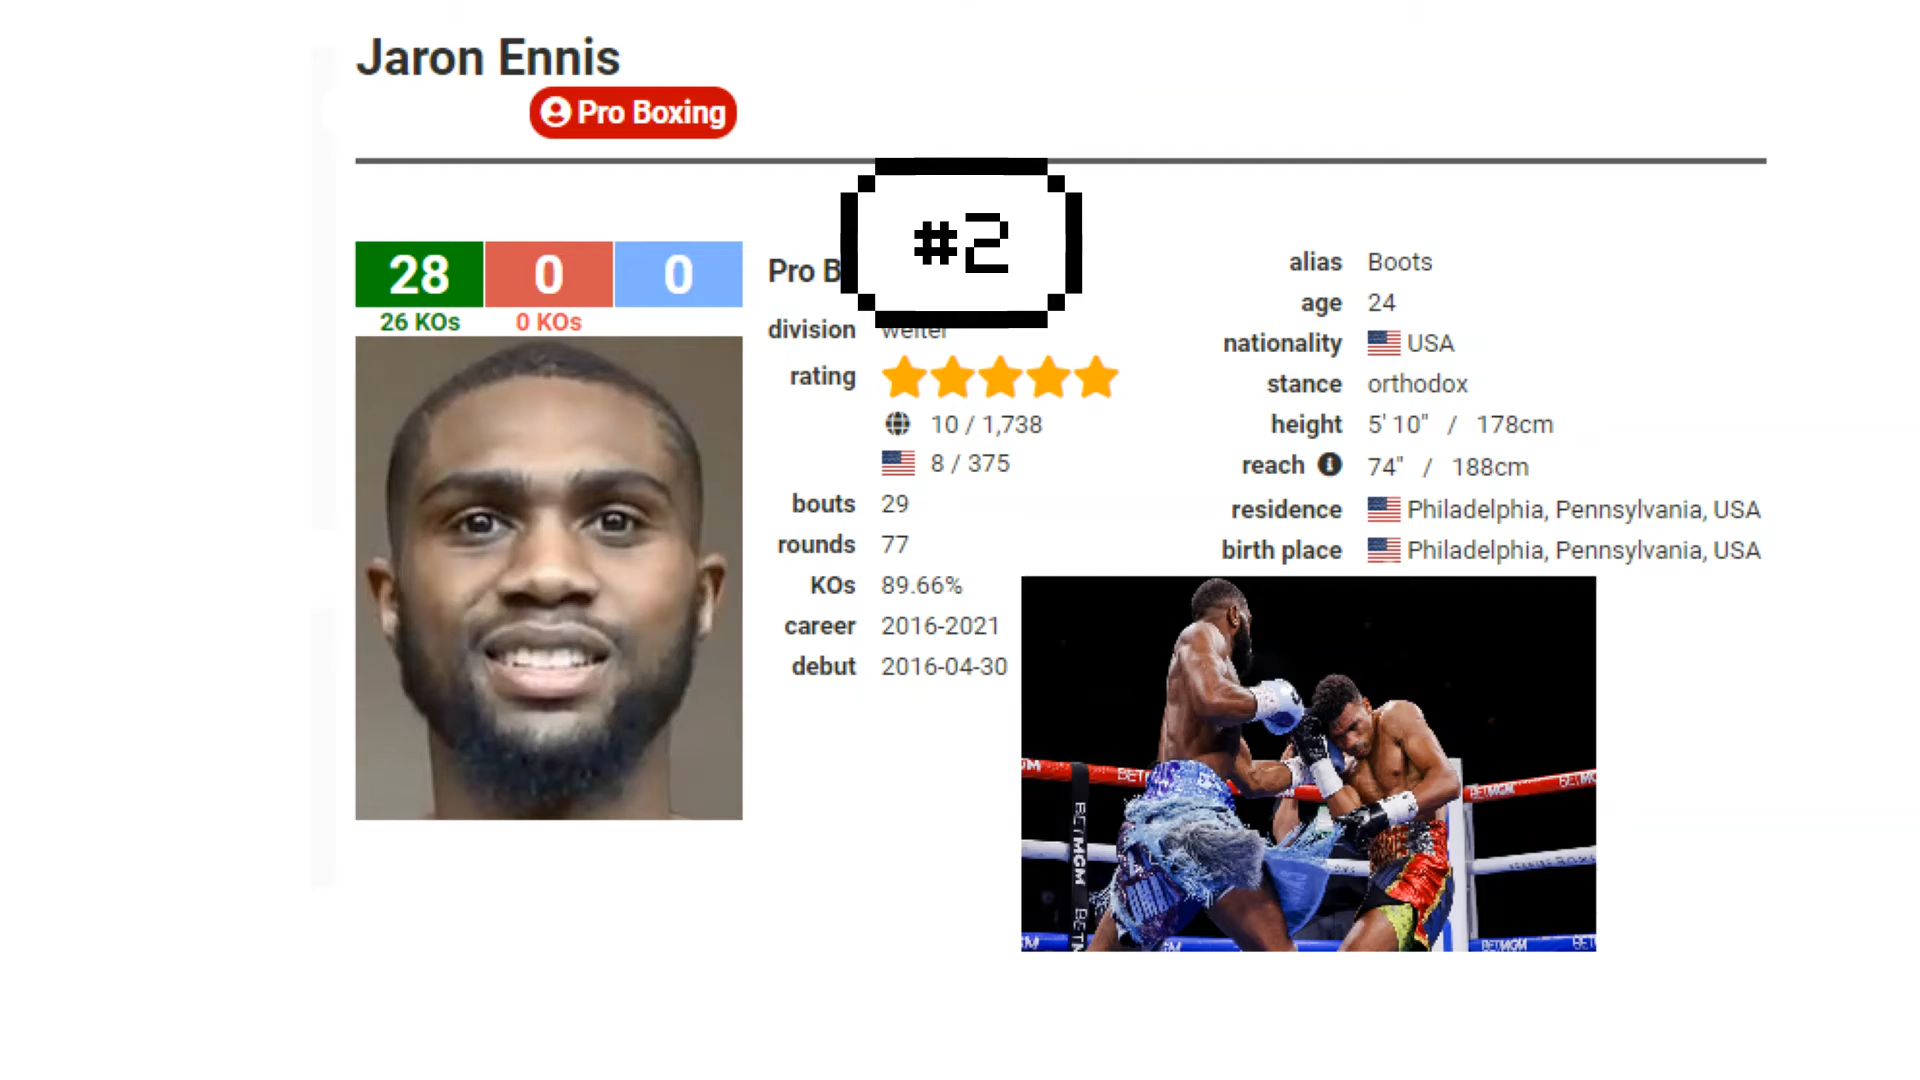 Jaron Ennis
Pro Boxing
#2
28 0 0
26 KOs 0 KOs
Pro B
division welter
rating
10 / 1,738
8 / 375
bouts 29
rounds 77
KOs 89.66%
career 2016-2021
debut 2016-04-30
alias Boots
age 24
nationality USA
stance orthodox
height 5' 10" / 178cm
reach 74" / 188cm
residence Philadelphia, Pennsylvania, USA
birth place Philadelphia, Pennsylvania, USA
BETMGM
BETMGM
BETMGM